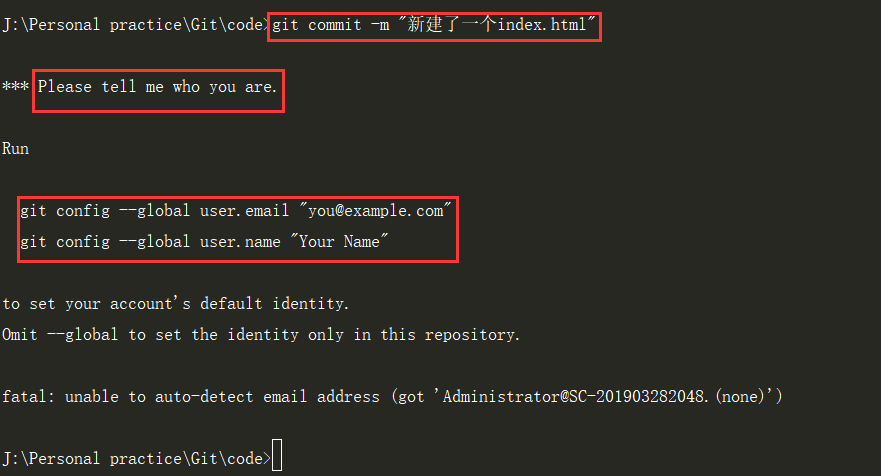 J:\Personal practice\Git\code>git commit -m "新建了一个index.html"
*** Please tell me who you are.
Run
git config --global user.email "you@example.com"
git config --global user.name "Your Name"
to set your account's default identity.
Omit --global to set the identity only in this repository.
fatal: unable to auto-detect email address (got 'Administrator@SC-201903282048.(none)')
J:\Personal practice\Git\code>